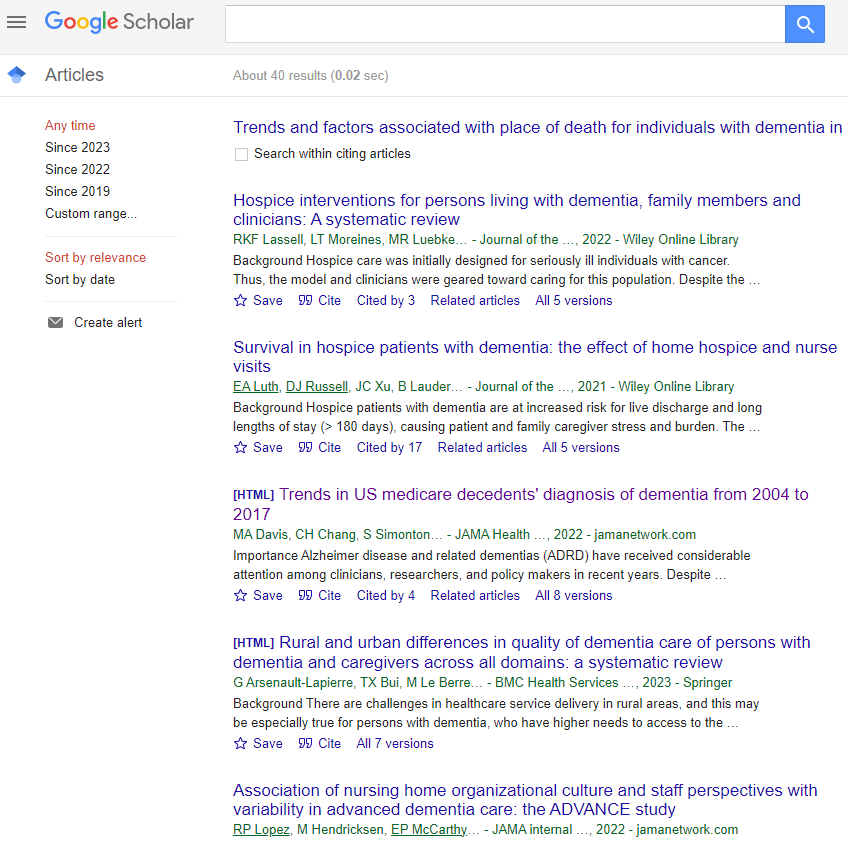 Google Scholar
Articles
About 40 results (0.02 sec)
Any time
Since 2023
Since 2022
Since 2019
Custom range...
Sort by relevance
Sort by date
Create alert
Trends and factors associated with place of death for individuals with dementia in
Search within citing articles
Hospice interventions for persons living with dementia, family members and
clinicians: A systematic review
RKF Lassell, LT Moreines, MR Luebke… - Journal of the …, 2022 - Wiley Online Library
Background Hospice care was initially designed for seriously ill individuals with cancer.
Thus, the model and clinicians were geared toward caring for this population. Despite the …
Save Cite Cited by 3 Related articles All 5 versions
Survival in hospice patients with dementia: the effect of home hospice and nurse
visits
EA Luth, DJ Russell, JC Xu, B Lauder… - Journal of the …, 2021 - Wiley Online Library
Background Hospice patients with dementia are at increased risk for live discharge and long
lengths of stay (> 180 days), causing patient and family caregiver stress and burden. The …
Save Cite Cited by 17 Related articles All 5 versions
[HTML] Trends in US medicare decedents' diagnosis of dementia from 2004 to
2017
MA Davis, CH Chang, S Simonton… - JAMA Health …, 2022 - jamanetwork.com
Importance Alzheimer disease and related dementias (ADRD) have received considerable
attention among clinicians, researchers, and policy makers in recent years. Despite …
Save Cite Cited by 4 Related articles All 8 versions
[HTML] Rural and urban differences in quality of dementia care of persons with
dementia and caregivers across all domains: a systematic review
G Arsenault-Lapierre, TX Bui, M Le Berre… - BMC Health Services …, 2023 - Springer
Background There are challenges in healthcare service delivery in rural areas, and this may
be especially true for persons with dementia, who have higher needs to access to the …
Save Cite All 7 versions
Association of nursing home organizational culture and staff perspectives with
variability in advanced dementia care: the ADVANCE study
RP Lopez, M Hendricksen, EP McCarthy… - JAMA internal …, 2022 - jamanetwork.com